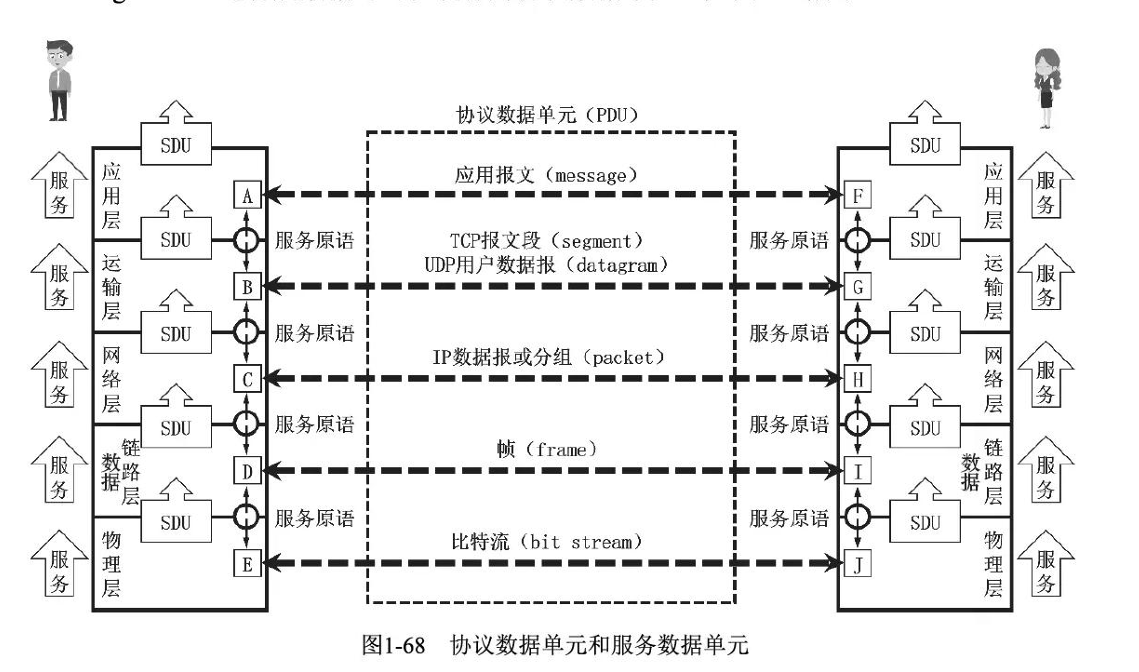 协议数据单元（PDU）
SDU
SDU
服务
应用层
A
应用报文（message）
F
应用层
服务
SDU
服务原语
TCP报文段（segment）
服务原语
SDU
服务
运输层
B
UDP用户数据报（datagram）
G
运输层
服务
SDU
服务原语
服务原语
SDU
服务
网络层
C
IP数据报或分组（packet）
H
网络层
服务
SDU
服务原语
服务原语
SDU
服务
数据链路层
D
帧（frame）
I
数据链路层
服务
SDU
服务原语
服务原语
SDU
服务
物理层
E
比特流（bit stream）
J
物理层
服务
图1-68 协议数据单元和服务数据单元